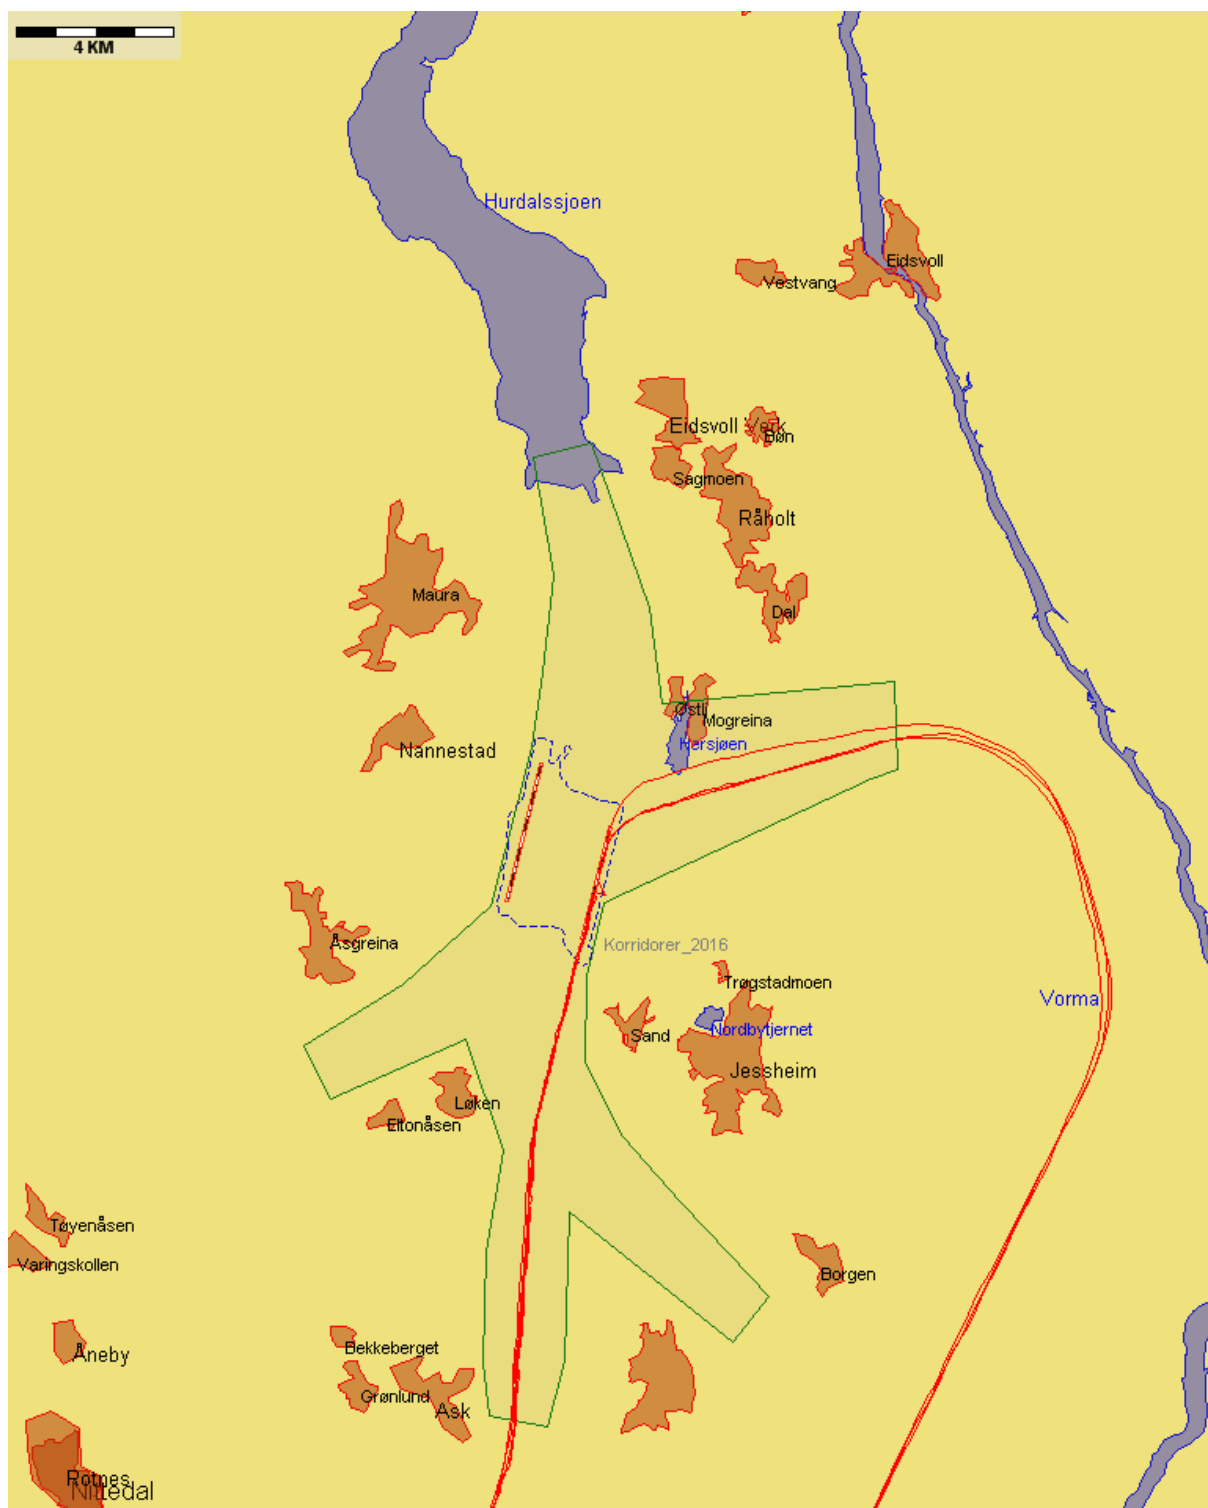 4 KM
Hurdalssjoen
Eidsvoll
Vestvang
Eidsvoll Verk
Bøn
Sagmoen
Råholt
Maura
Dal
Østli
Mogreina
Hersjøen
Nannestad
Åsgreina
Korridorer_2016
Trøgstadmoen
Vorma
Nordbytjernet
Sand
Jessheim
Løken
Eltonåsen
Tøyenåsen
Varingskollen
Borgen
Bekkeberget
Åneby
Grønlund
Ask
Rotnes
Nittedal